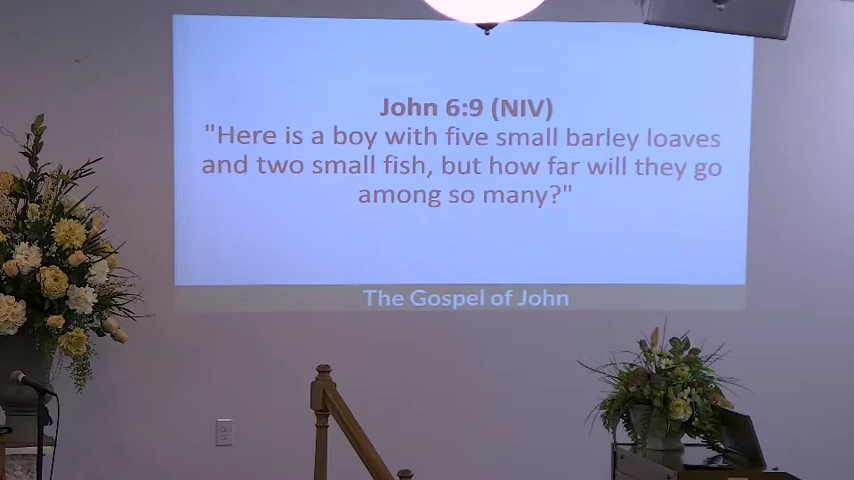 John 6:9 (NIV)
"Here is a boy with five small barley loaves
and two small fish, but how far will they go
among so many?"
The Gospel of John